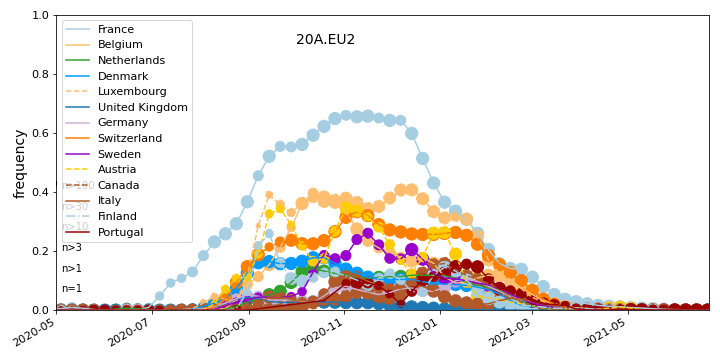 20A.EU2
frequency
1.0
0.8
0.6
0.4
0.2
0.0
France
Belgium
Netherlands
Denmark
Luxembourg
United Kingdom
Germany
Switzerland
Sweden
Austria
Canada
Italy
Finland
Portugal
n>100
n>30
n>10
n>3
n>1
n=1
2020-05
2020-07
2020-09
2020-11
2021-01
2021-03
2021-05